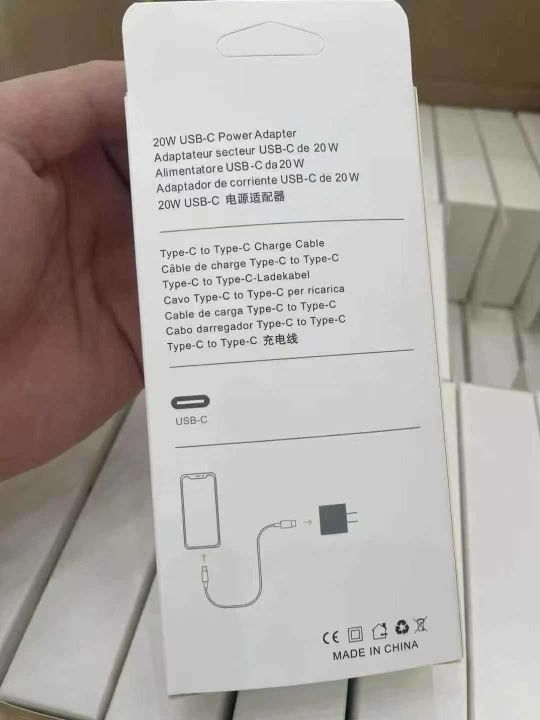 20W USB-C Power Adapter
Adaptateur secteur USB-C de 20 W
Alimentatore USB-C da 20 W
Adaptador de corriente USB-C de 20 W
20W USB-C 电源适配器
Type-C to Type-C Charge Cable
Câble de charge Type-C to Type-C
Type-C to Type-C-Ladekabel
Cavo Type-C to Type-C per ricarica
Cable de carga Type-C to Type-C
Cabo darregador Type-C to Type-C
Type-C to Type-C 充电线
USB-C
CE
MADE IN CHINA